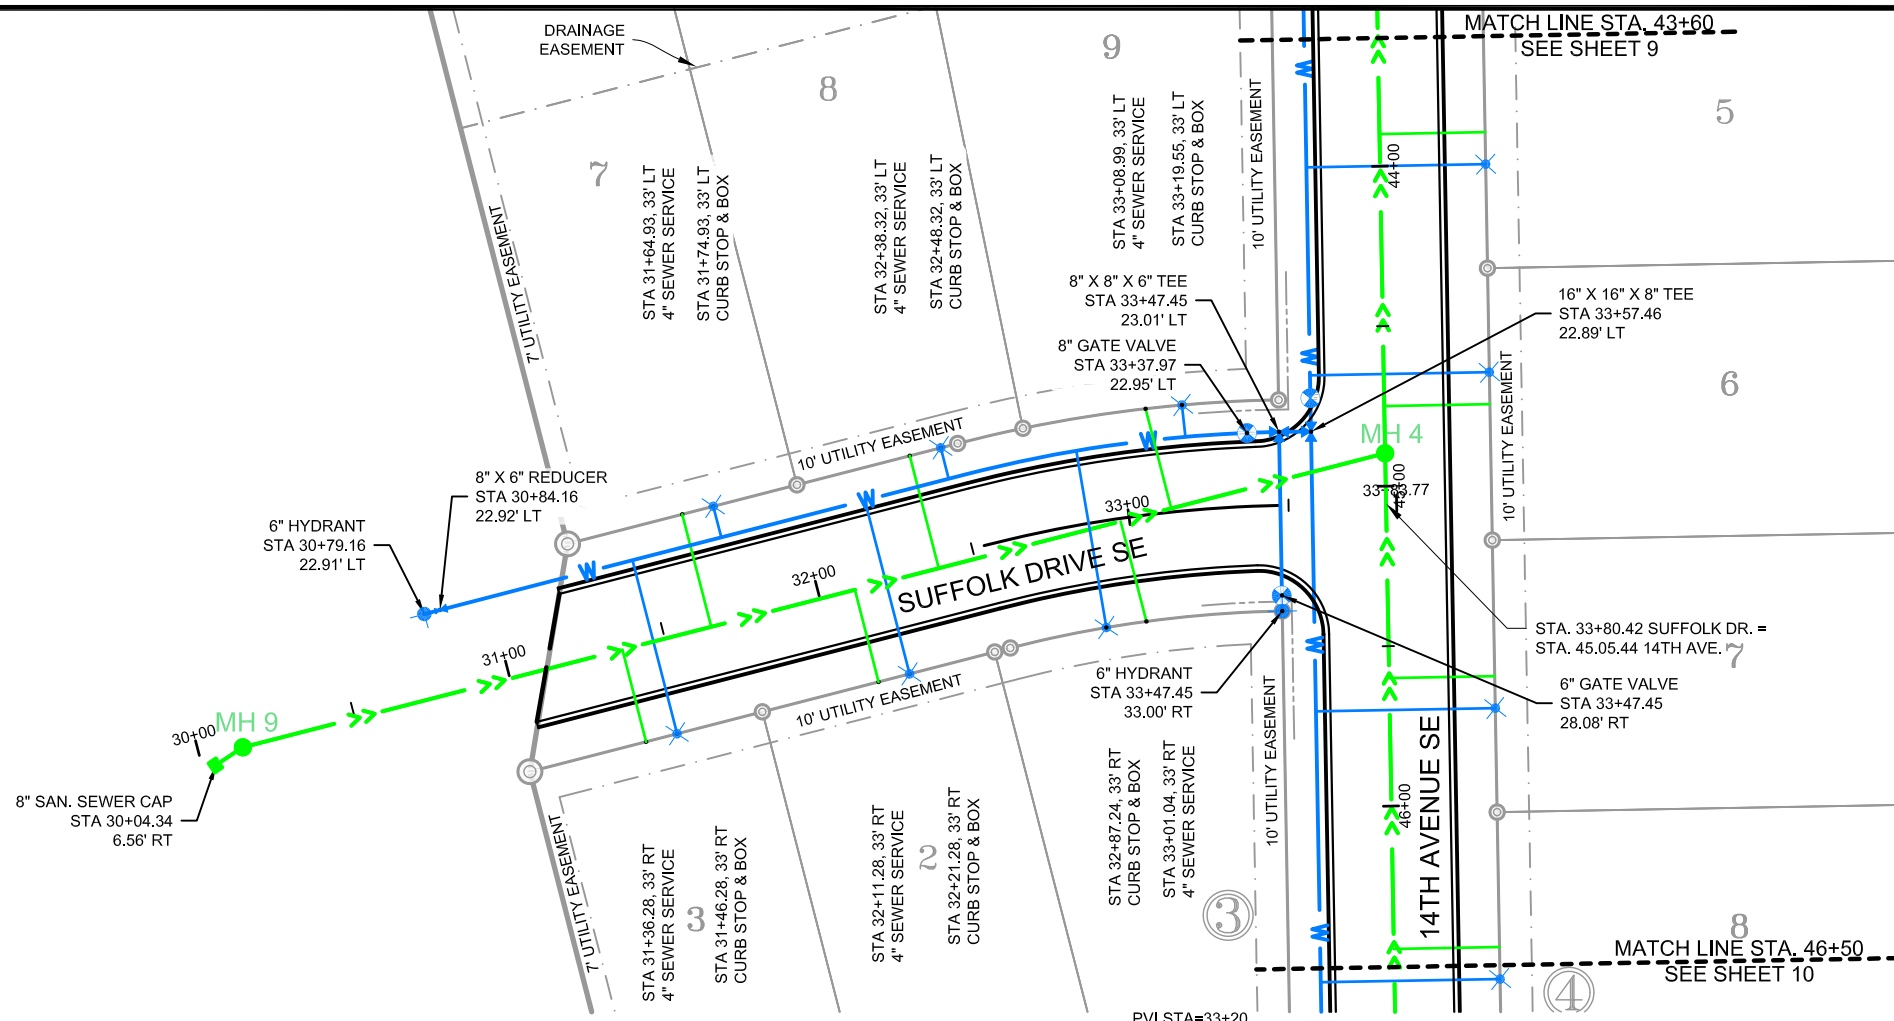 MATCH LINE STA. 43+60
SEE SHEET 9
DRAINAGE
EASEMENT
7
8
9
5
7' UTILITY EASEMENT
STA 31+64.93, 33' LT
4" SEWER SERVICE
STA 31+74.93, 33' LT
CURB STOP & BOX
STA 32+38.32, 33' LT
4" SEWER SERVICE
STA 32+48.32, 33' LT
CURB STOP & BOX
STA 33+08.99, 33' LT
4" SEWER SERVICE
STA 33+19.55, 33' LT
CURB STOP & BOX
10' UTILITY EASEMENT
W
44+00
8" X 8" X 6" TEE
STA 33+47.45
23.01' LT
8" GATE VALVE
STA 33+37.97
22.95' LT
16" X 16" X 8" TEE
STA 33+57.46
22.89' LT
W
10' UTILITY EASEMENT
6
10' UTILITY EASEMENT
W
MH 4
8" X 6" REDUCER
STA 30+84.16
22.92' LT
W
33+83.77
45+00
6" HYDRANT
STA 30+79.16
22.91' LT
W
33+00
32+00
SUFFOLK DRIVE SE
31+00
30+00
MH 9
STA. 33+80.42 SUFFOLK DR. =
STA. 45.05.44 14TH AVE.
7
W
6" HYDRANT
STA 33+47.45
33.00' RT
6" GATE VALVE
STA 33+47.45
28.08' RT
10' UTILITY EASEMENT
10' UTILITY EASEMENT
8" SAN. SEWER CAP
STA 30+04.34
6.56' RT
7' UTILITY EASEMENT
STA 31+36.28, 33' RT
4" SEWER SERVICE
3
STA 31+46.28, 33' RT
CURB STOP & BOX
STA 32+11.28, 33' RT
4" SEWER SERVICE
2
STA 32+21.28, 33' RT
CURB STOP & BOX
STA 32+87.24, 33' RT
CURB STOP & BOX
STA 33+01.04, 33' RT
4" SEWER SERVICE
3
46+00
14TH AVENUE SE
W
8
MATCH LINE STA. 46+50
SEE SHEET 10
4
PVI STA=33+20